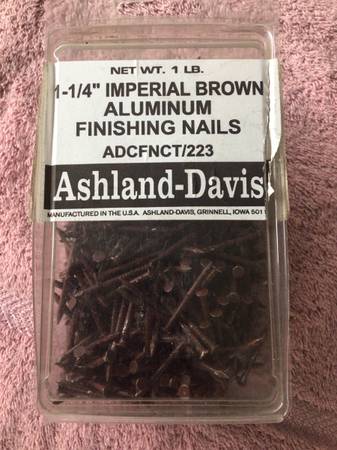 NET WT. 1 LB.
1-1/4" IMPERIAL BROWN
ALUMINUM
FINISHING NAILS
ADCFNCT/223
Ashland-Davis
MANUFACTURED IN THE U.S.A. ASHLAND-DAVIS, GRINNELL, IOWA 501